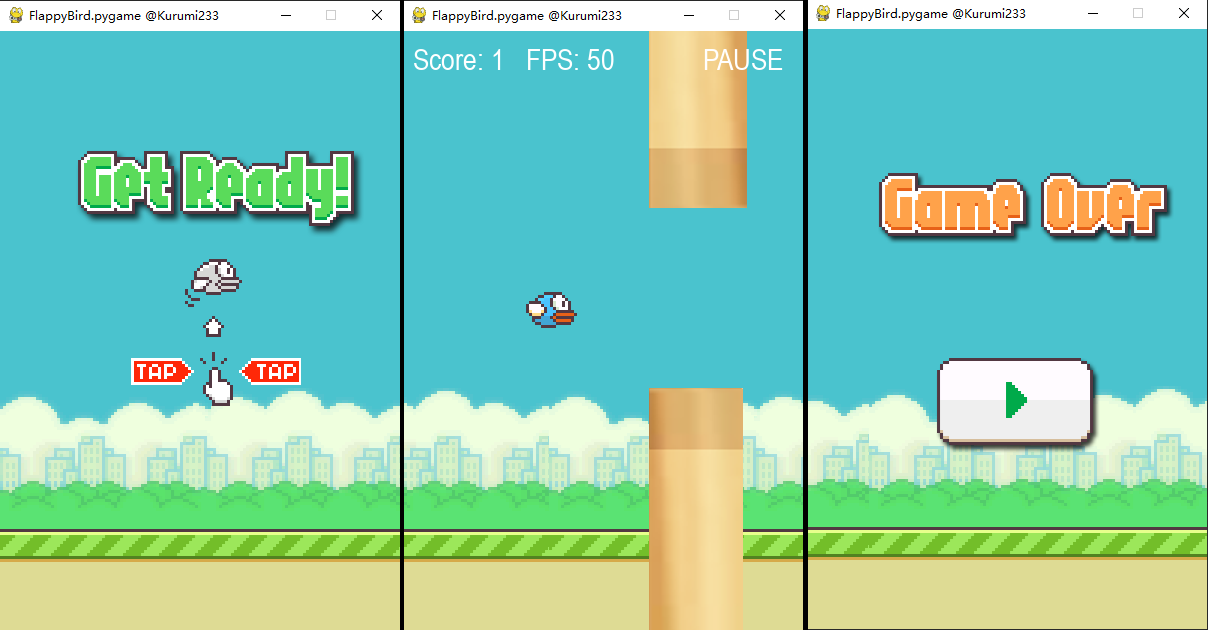 FlappyBird.pygame @Kurumi233
Get Ready!
TAP TAP
FlappyBird.pygame @Kurumi233
Score: 1 FPS: 50 PAUSE
FlappyBird.pygame @Kurumi233
Game Over